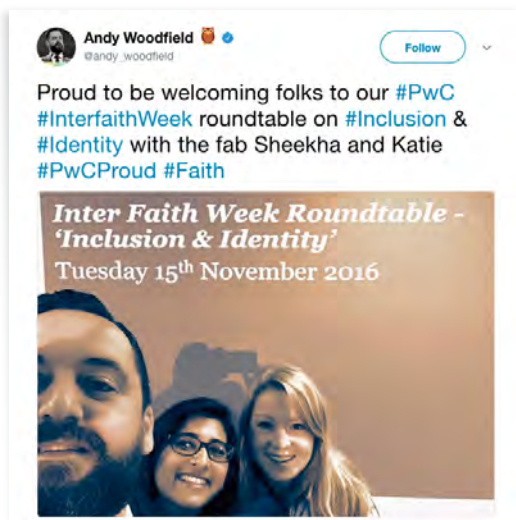 Andy Woodfield
@andy_woodfield
Follow
Proud to be welcoming folks to our #PwC
#InterfaithWeek roundtable on #Inclusion &
#Identity with the fab Sheekha and Katie
#PwCProud #Faith
Inter Faith Week Roundtable -
‘Inclusion & Identity’
Tuesday 15th November 2016